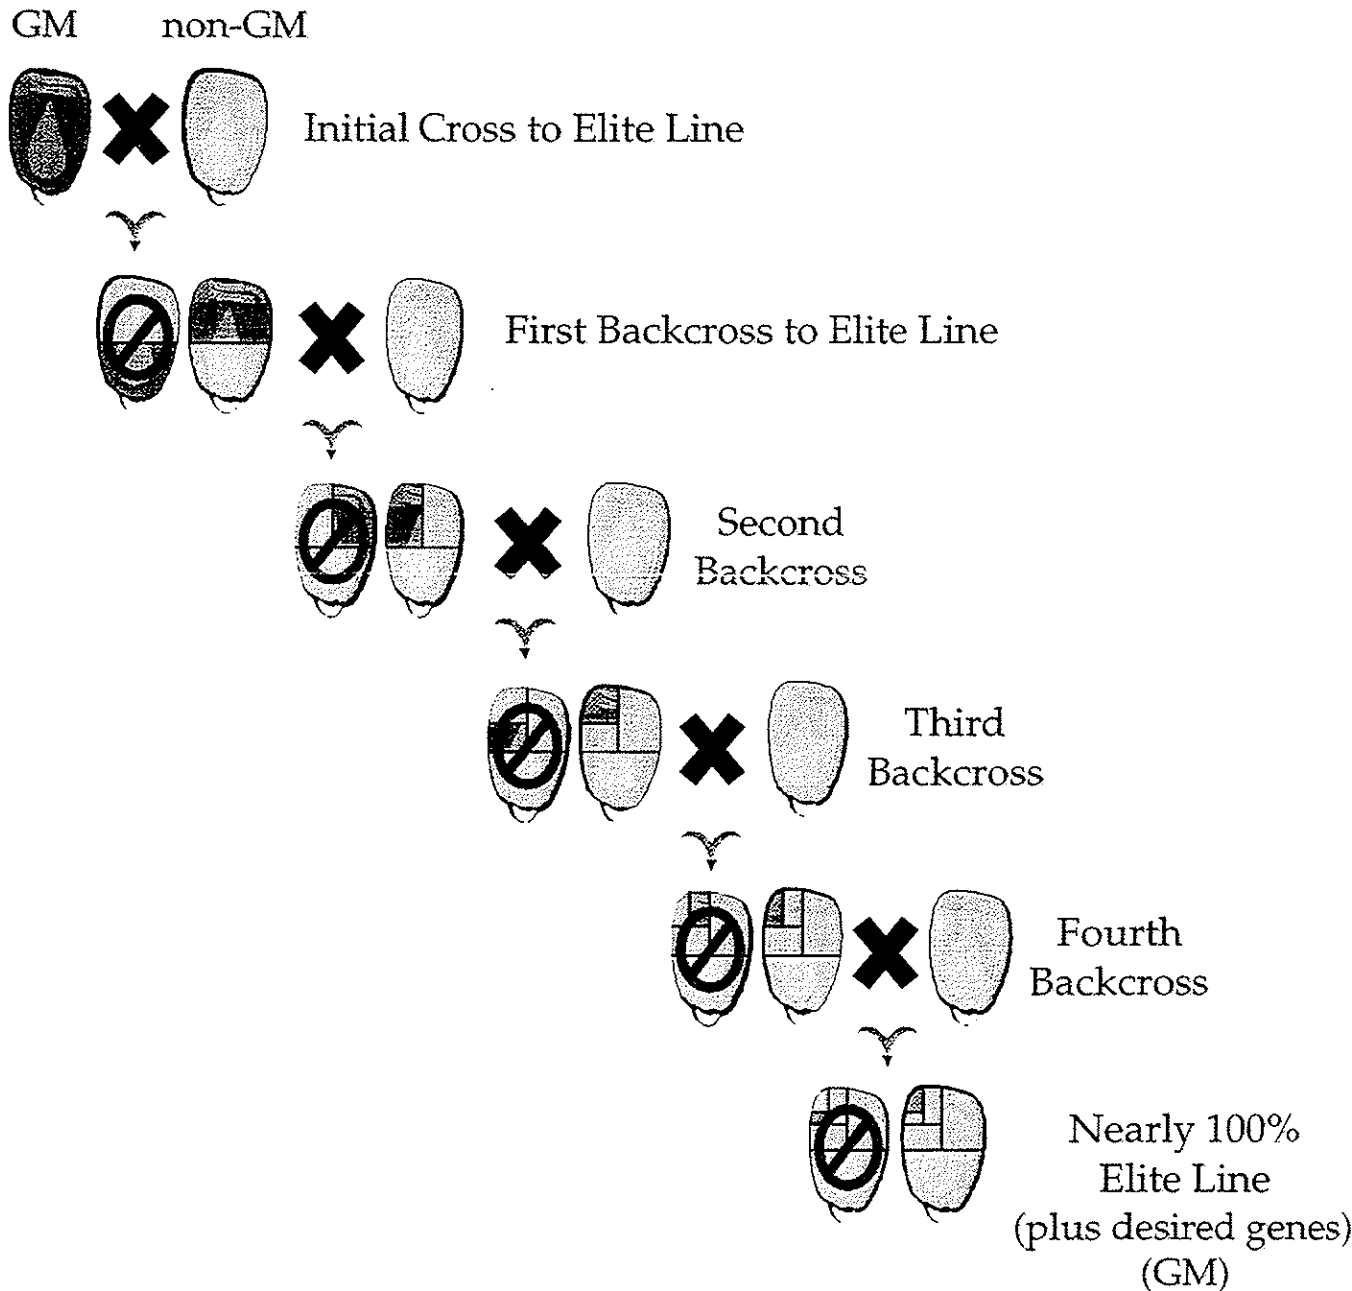 GM non-GM
Initial Cross to Elite Line
First Backcross to Elite Line
Second
Backcross
Third
Backcross
Fourth
Backcross
Nearly 100%
Elite Line
(plus desired genes)
(GM)